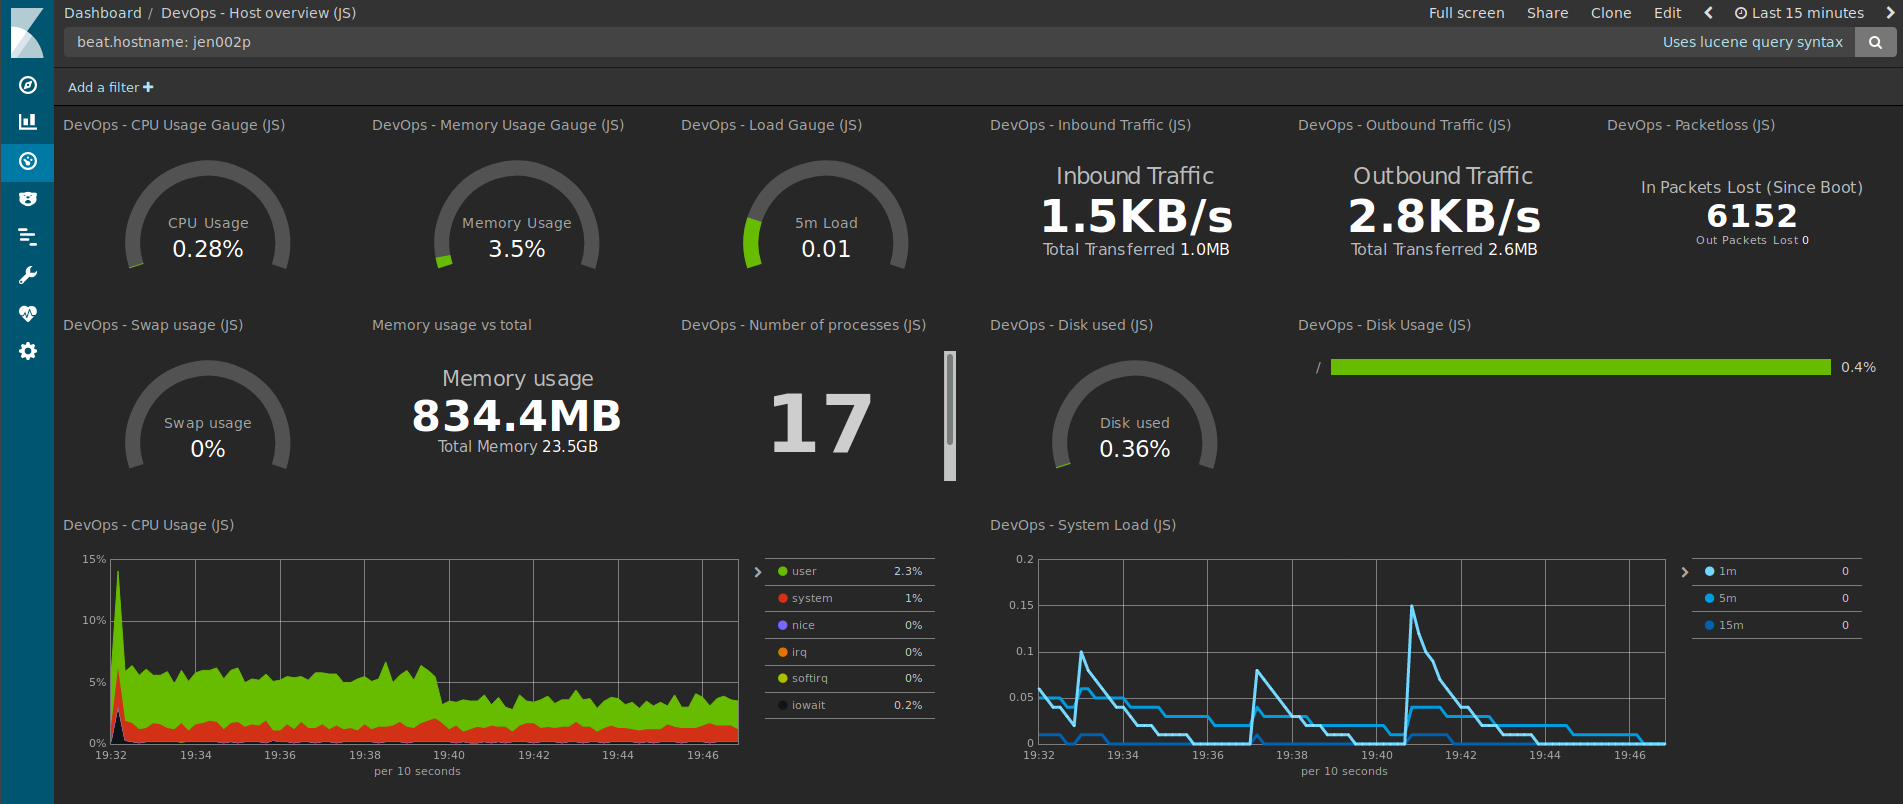 Dashboard / DevOps - Host overview (JS)
Full screen Share Clone Edit Last 15 minutes
beat.hostname: jen002p
Uses lucene query syntax
Add a filter
DevOps - CPU Usage Gauge (JS)
CPU Usage
0.28%
DevOps - Memory Usage Gauge (JS)
Memory Usage
3.5%
DevOps - Load Gauge (JS)
5m Load
0.01
DevOps - Inbound Traffic (JS)
Inbound Traffic
1.5KB/s
Total Transferred 1.0MB
DevOps - Outbound Traffic (JS)
Outbound Traffic
2.8KB/s
Total Transferred 2.6MB
DevOps - Packetloss (JS)
In Packets Lost (Since Boot)
6152
Out Packets Lost 0
DevOps - Swap usage (JS)
Swap usage
0%
Memory usage vs total
Memory usage
834.4MB
Total Memory 23.5GB
DevOps - Number of processes (JS)
17
DevOps - Disk used (JS)
Disk used
0.36%
DevOps - Disk Usage (JS)
/ 0.4%
DevOps - CPU Usage (JS)
15%
10%
5%
0%
19:32 19:34 19:36 19:38 19:40 19:42 19:44 19:46
per 10 seconds
user 2.3%
system 1%
nice 0%
irq 0%
softirq 0%
iowait 0.2%
DevOps - System Load (JS)
0.2
0.15
0.1
0.05
0
19:32 19:34 19:36 19:38 19:40 19:42 19:44 19:46
per 10 seconds
1m 0
5m 0
15m 0